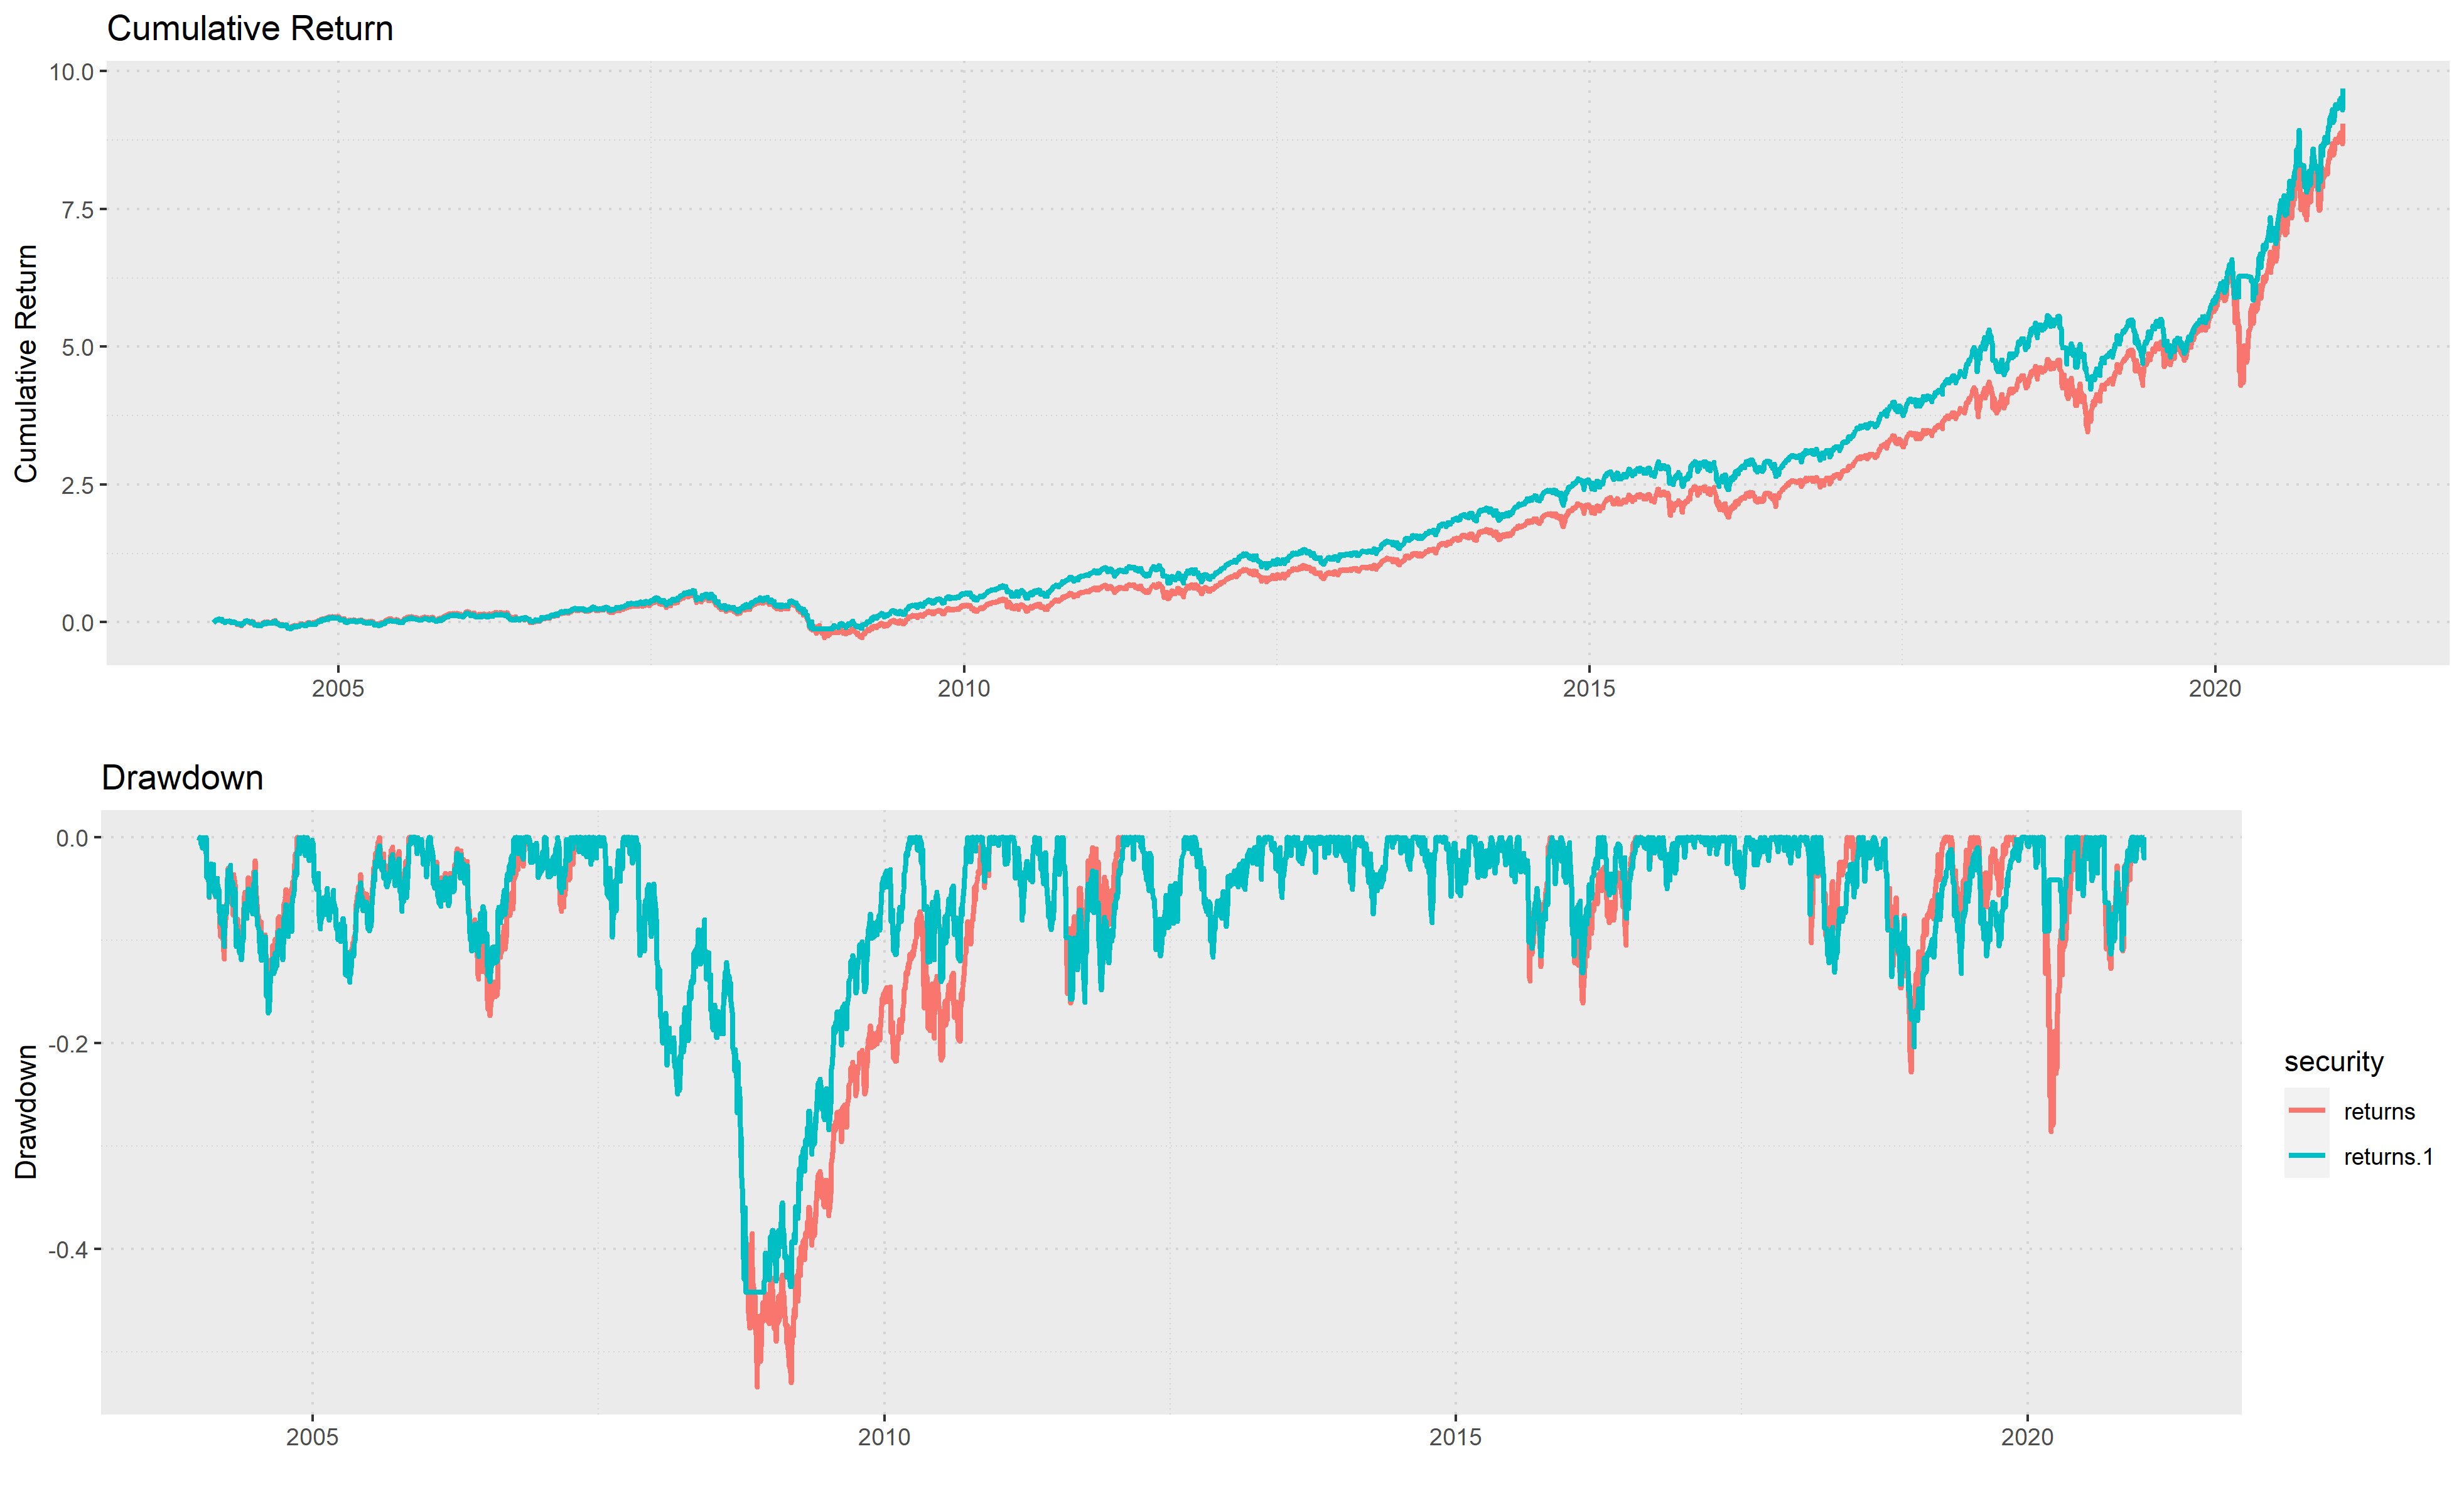 Cumulative Return
Cumulative Return
10.0
7.5
5.0
2.5
0.0
2005 2010 2015 2020
Drawdown
Drawdown
0.0
-0.2
-0.4
2005 2010 2015 2020
security
returns
returns.1